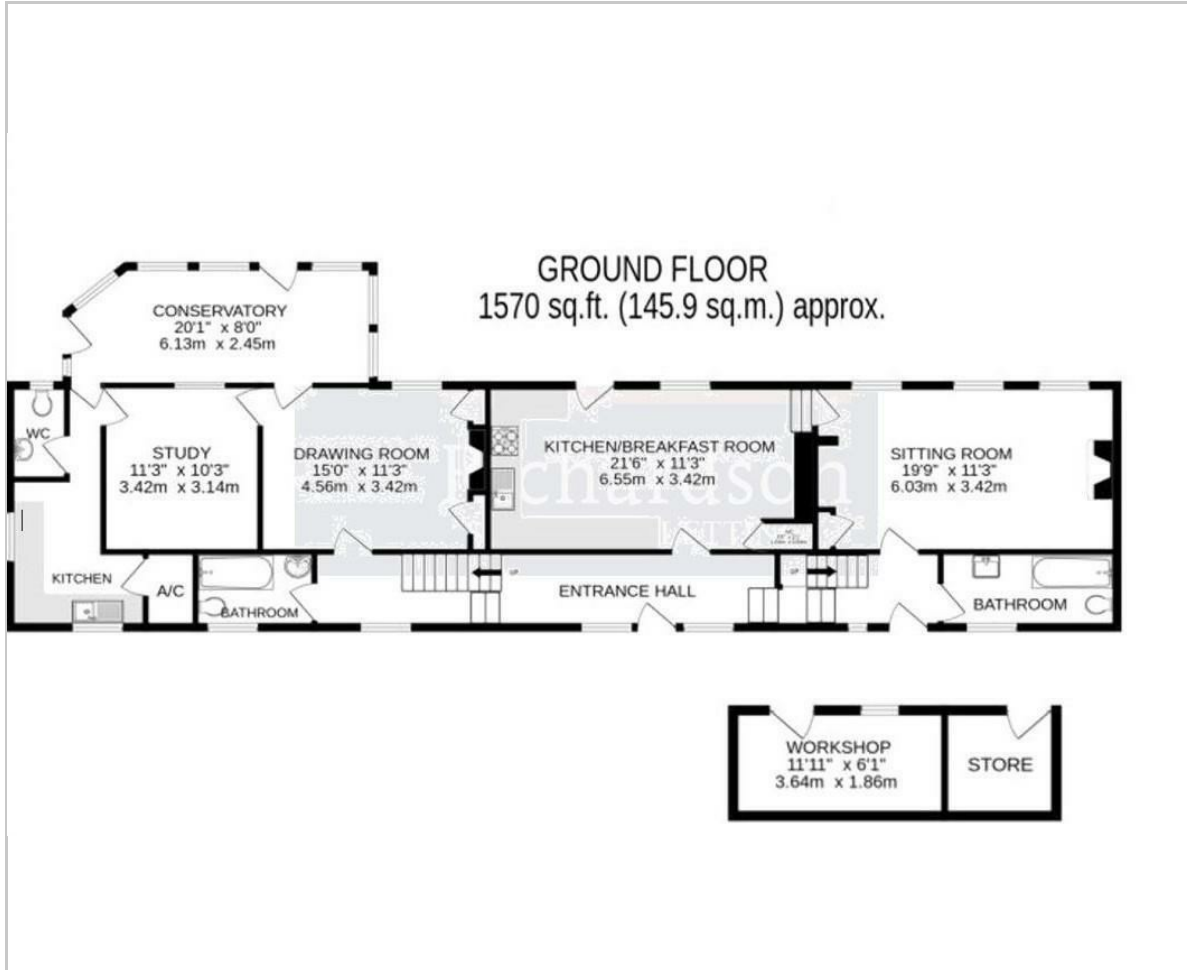 GROUND FLOOR
1570 sq.ft. (145.9 sq.m.) approx.
CONSERVATORY
20'1" x 8'0"
6.13m x 2.45m
WC
STUDY
11'3" x 10'3"
3.42m x 3.14m
DRAWING ROOM
15'0" x 11'3"
4.56m x 3.42m
KITCHEN/BREAKFAST ROOM
21'6" x 11'3"
6.55m x 3.42m
SITTING ROOM
19'9" x 11'3"
6.03m x 3.42m
Richardson
KITCHEN
A/C
BATHROOM
UP
ENTRANCE HALL
UP
BATHROOM
WORKSHOP
11'11" x 6'1"
3.64m x 1.86m
STORE